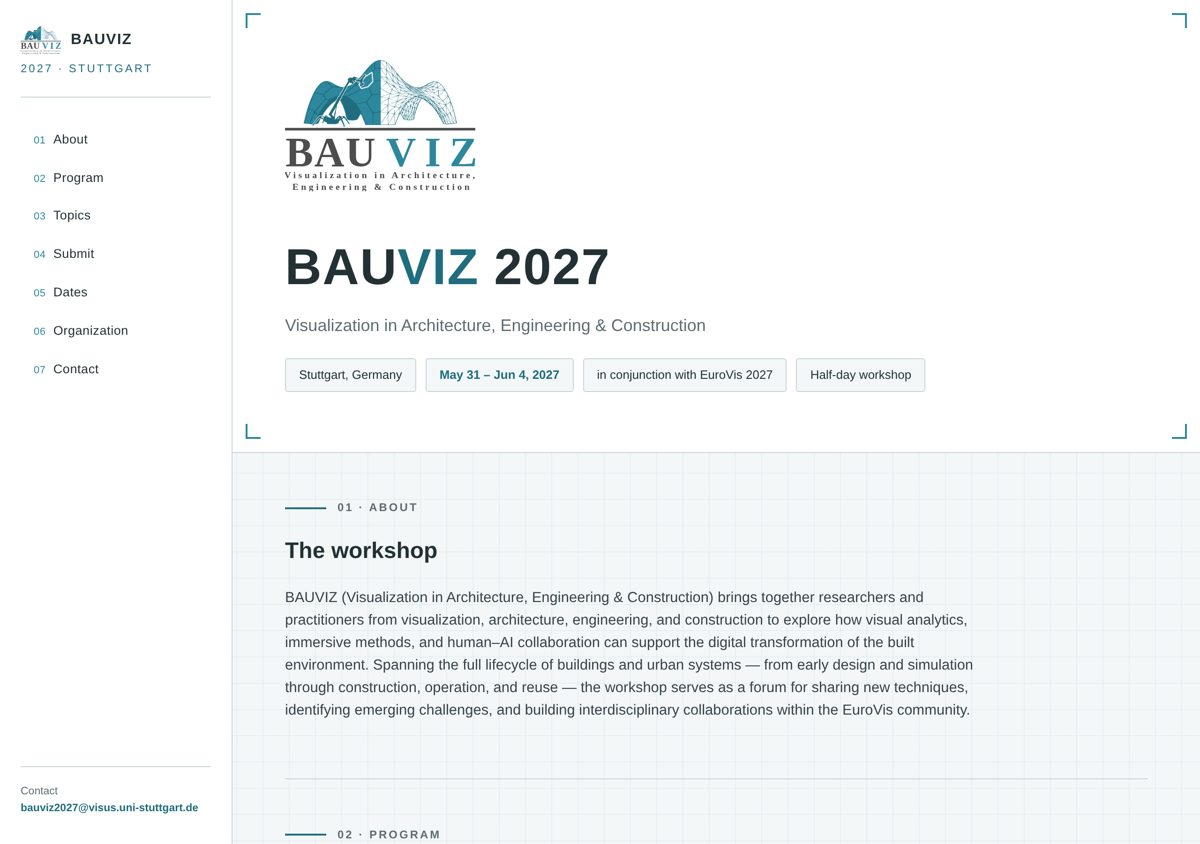 BAUVIZ
BAUVIZ
2027 · STUTTGART
01 About
02 Program
03 Topics
04 Submit
05 Dates
06 Organization
07 Contact
Contact
bauviz2027@visus.uni-stuttgart.de
BAUVIZ
Visualization in Architecture,
Engineering & Construction
BAUVIZ 2027
Visualization in Architecture, Engineering & Construction
Stuttgart, Germany
May 31 – Jun 4, 2027
in conjunction with EuroVis 2027
Half-day workshop
01 · ABOUT
The workshop
BAUVIZ (Visualization in Architecture, Engineering & Construction) brings together researchers and
practitioners from visualization, architecture, engineering, and construction to explore how visual analytics,
immersive methods, and human–AI collaboration can support the digital transformation of the built
environment. Spanning the full lifecycle of buildings and urban systems — from early design and simulation
through construction, operation, and reuse — the workshop serves as a forum for sharing new techniques,
identifying emerging challenges, and building interdisciplinary collaborations within the EuroVis community.
02 · PROGRAM